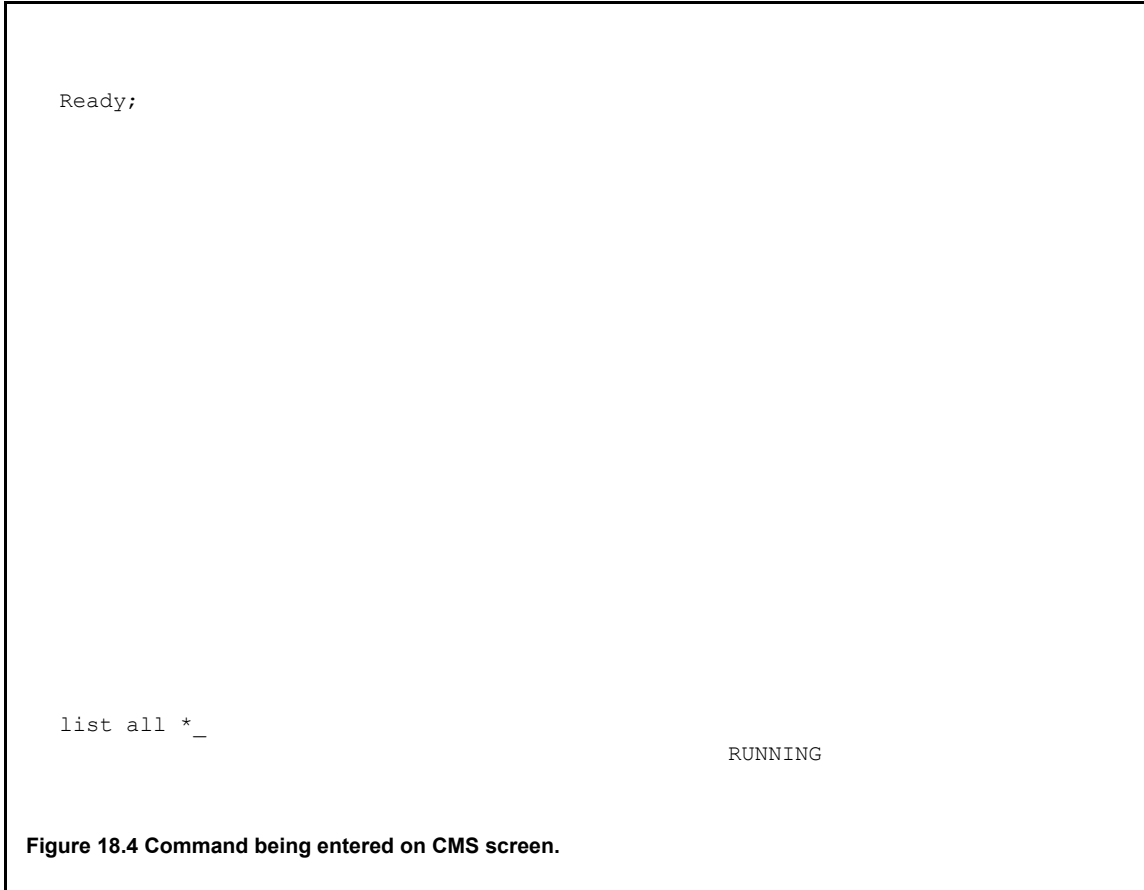 Ready;
list all *_
RUNNING
Figure 18.4 Command being entered on CMS screen.